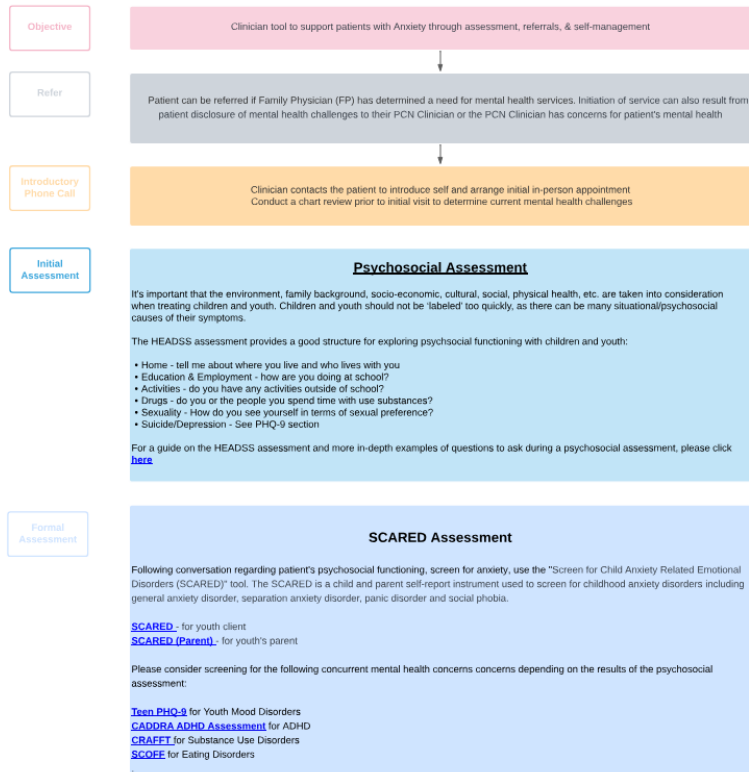 Objective
Clinician tool to support patients with Anxiety through assessment, referrals, & self-management
Refer
Patient can be referred if Family Physician (FP) has determined a need for mental health services. Initiation of service can also result from
patient disclosure of mental health challenges to their PCN Clinician or the PCN Clinician has concerns for patient's mental health
Introductory
Phone Call
Clinician contacts the patient to introduce self and arrange initial in-person appointment
Conduct a chart review prior to initial visit to determine current mental health challenges
Initial
Assessment
Psychosocial Assessment
It's important that the environment, family background, socio-economic, cultural, social, physical health, etc. are taken into consideration
when treating children and youth. Children and youth should not be 'labeled' too quickly, as there can be many situational/psychosocial
causes of their symptoms.
The HEADSS assessment provides a good structure for exploring psychsocial functioning with children and youth:
• Home - tell me about where you live and who lives with you
• Education & Employment - how are you doing at school?
• Activities - do you have any activities outside of school?
• Drugs - do you or the people you spend time with use substances?
• Sexuality - How do you see yourself in terms of sexual preference?
• Suicide/Depression - See PHQ-9 section
For a guide on the HEADSS assessment and more in-depth examples of questions to ask during a psychosocial assessment, please click
here
Formal
Assessment
SCARED Assessment
Following conversation regarding patient's psychosocial functioning, screen for anxiety, use the "Screen for Child Anxiety Related Emotional
Disorders (SCARED)" tool. The SCARED is a child and parent self-report instrument used to screen for childhood anxiety disorders including
general anxiety disorder, separation anxiety disorder, panic disorder and social phobia.
SCARED - for youth client
SCARED (Parent) - for youth's parent
Please consider screening for the following concurrent mental health concerns concerns depending on the results of the psychosocial
assessment:
Teen PHQ-9 for Youth Mood Disorders
CADDRA ADHD Assessment for ADHD
CRAFFT for Substance Use Disorders
SCOFF for Eating Disorders